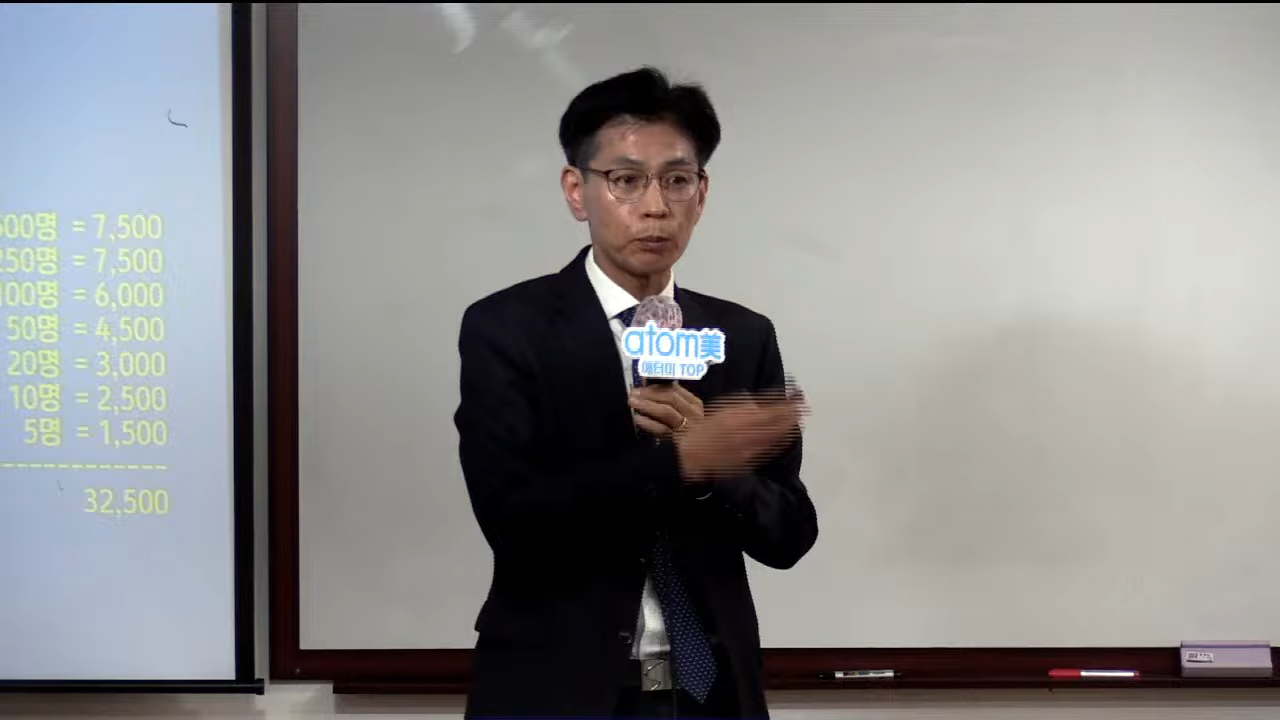 500명 = 7,500
250명 = 7,500
100명 = 6,000
50명 = 4,500
20명 = 3,000
10명 = 2,500
5명 = 1,500
32,500
atom美
애터미 TOP